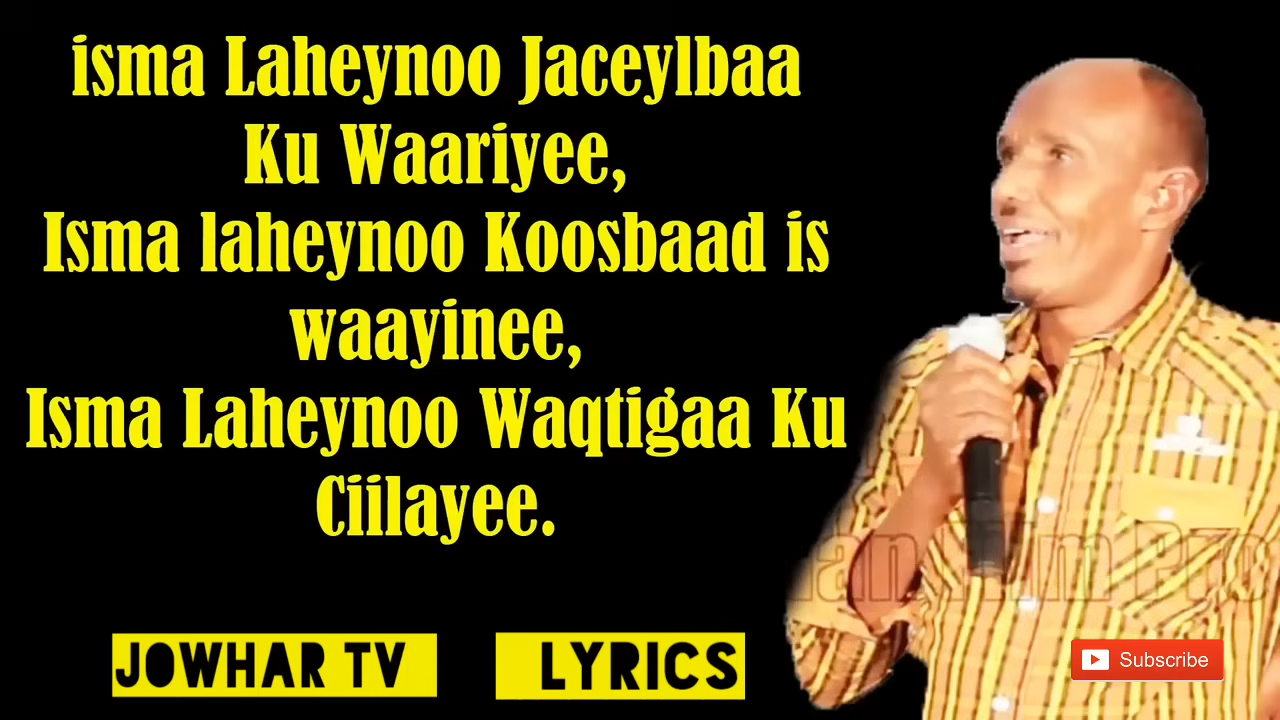 isma Laheynoo Jaceylbaa
Ku Waariyee,
Isma laheynoo Koosbaad is
waayinee,
Isma Laheynoo Waqtigaa Ku
Ciilayee.
JOWHAR TV LYRICS
Subscribe